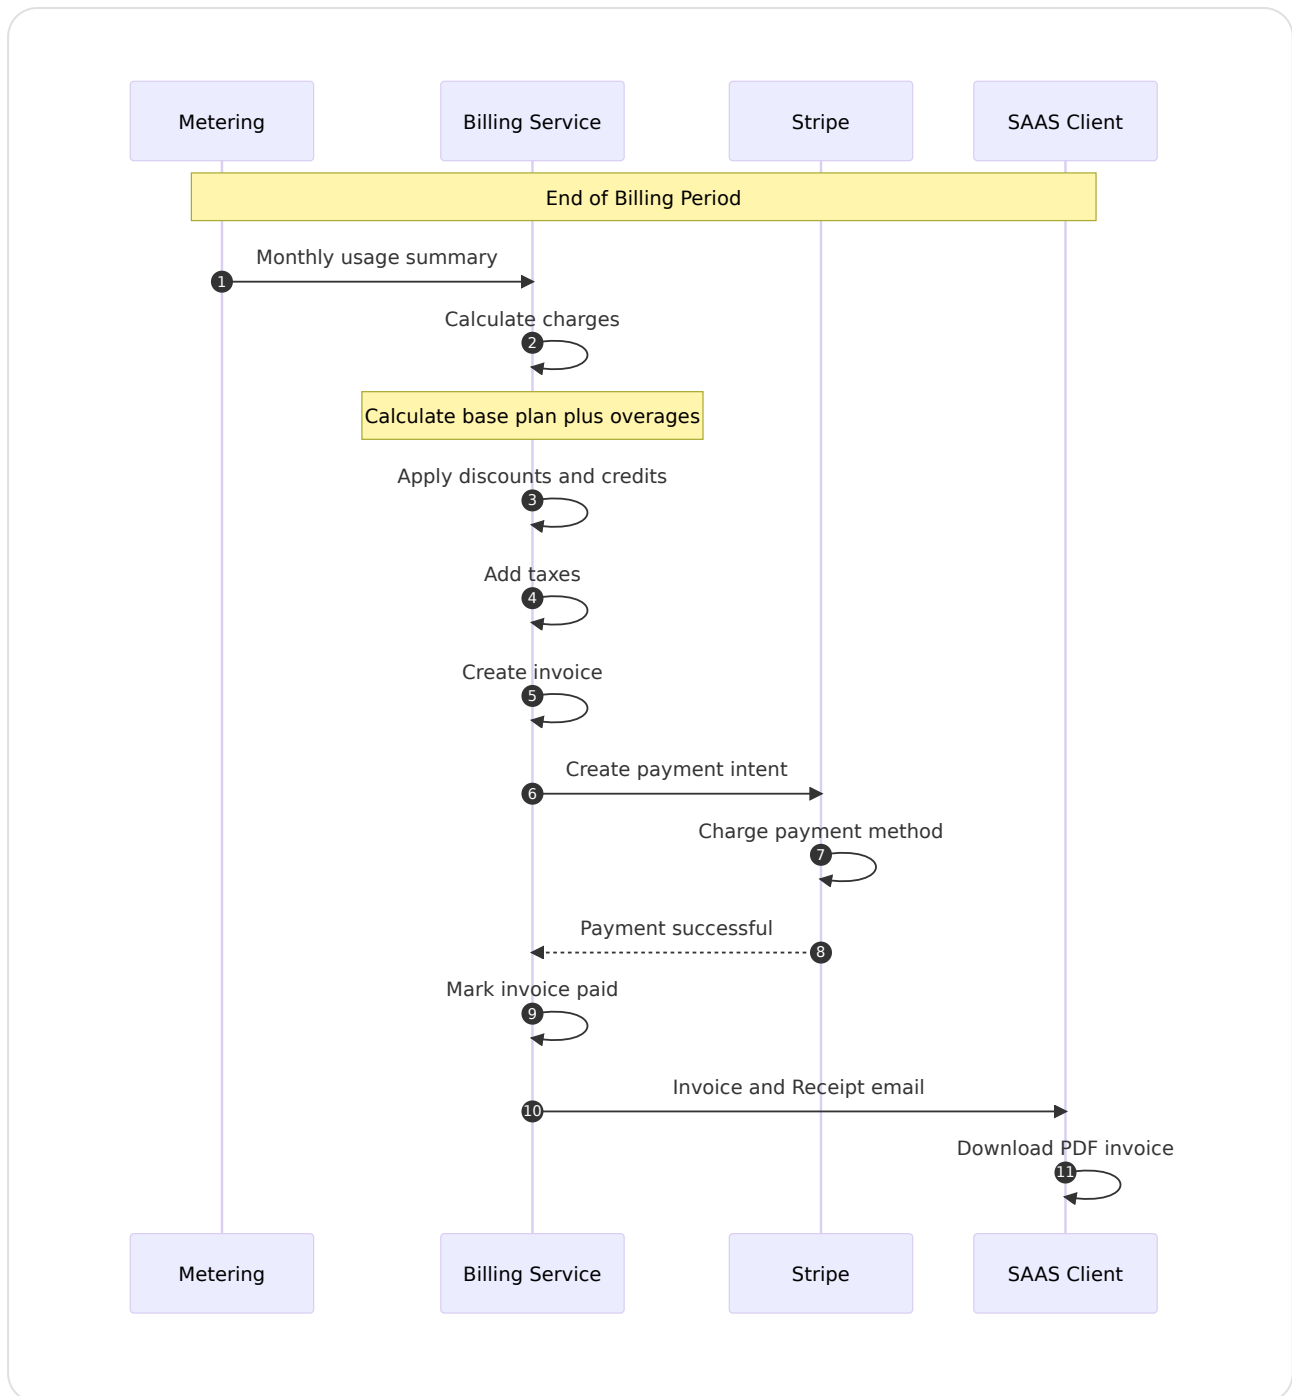 Metering
Billing Service
Stripe
SAAS Client
End of Billing Period
Monthly usage summary
1
Calculate charges
2
Calculate base plan plus overages
Apply discounts and credits
3
Add taxes
4
Create invoice
5
Create payment intent
6
Charge payment method
7
Payment successful
8
Mark invoice paid
9
Invoice and Receipt email
10
Download PDF invoice
11
Metering
Billing Service
Stripe
SAAS Client